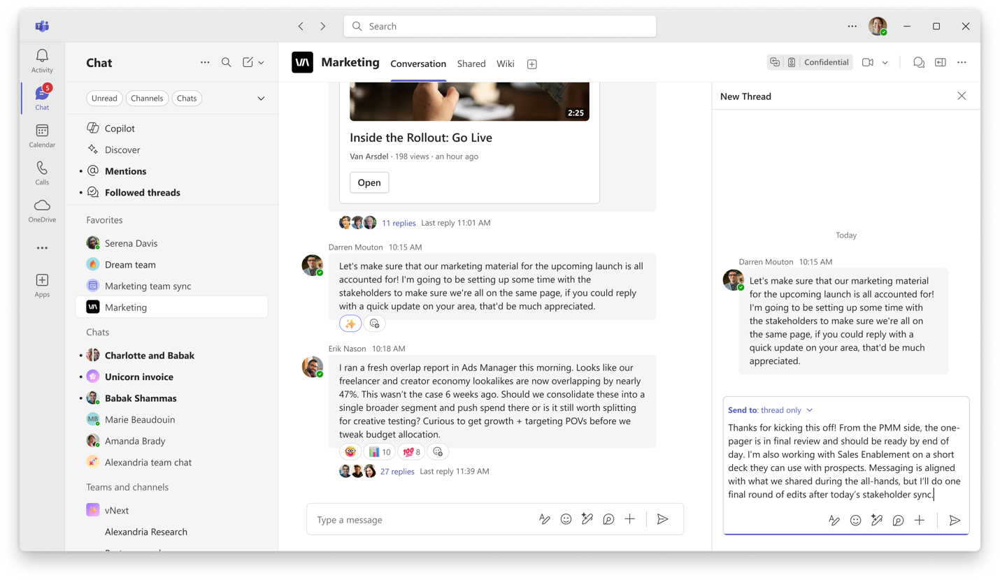 Search
Activity
5
Chat
Calendar
Calls
OneDrive
Apps
Chat
Unread
Channels
Chats
Copilot
Discover
Mentions
Followed threads
Favorites
Serena Davis
Dream team
Marketing team sync
Marketing
Chats
Charlotte and Babak
Unicorn invoice
Babak Shammas
MB
Marie Beaudouin
Amanda Brady
Alexandria team chat
Teams and channels
vNext
Alexandria Research
Marketing
Conversation
Shared
Wiki
Confidential
2:25
Inside the Rollout: Go Live
Van Arsdel · 198 views · an hour ago
Open
11 replies Last reply 11:01 AM
Darren Mouton 10:15 AM
Let's make sure that our marketing material for the upcoming launch is all
accounted for! I'm going to be setting up some time with the
stakeholders to make sure we're all on the same page, if you could reply
with a quick update on your area, that'd be much appreciated.
Erik Nason 10:18 AM
I ran a fresh overlap report in Ads Manager this morning. Looks like our
freelancer and creator economy lookalikes are now overlapping by nearly
47%. This wasn't the case 6 weeks ago. Should we consolidate these into a
single broader segment and push spend there or is it still worth splitting
for creative testing? Curious to get growth + targeting POVs before we
tweak budget allocation.
10
100 8
27 replies Last reply 11:39 AM
Type a message
New Thread
Today
Darren Mouton 10:15 AM
Let's make sure that our marketing material
for the upcoming launch is all accounted for!
I'm going to be setting up some time with
the stakeholders to make sure we're all on
the same page, if you could reply with a
quick update on your area, that'd be much
appreciated.
Send to: thread only
Thanks for kicking this off! From the PMM side, the one-
pager is in final review and should be ready by end of
day. I'm also working with Sales Enablement on a short
deck they can use with prospects. Messaging is aligned
with what we shared during the all-hands, but I'll do one
final round of edits after today's stakeholder sync.